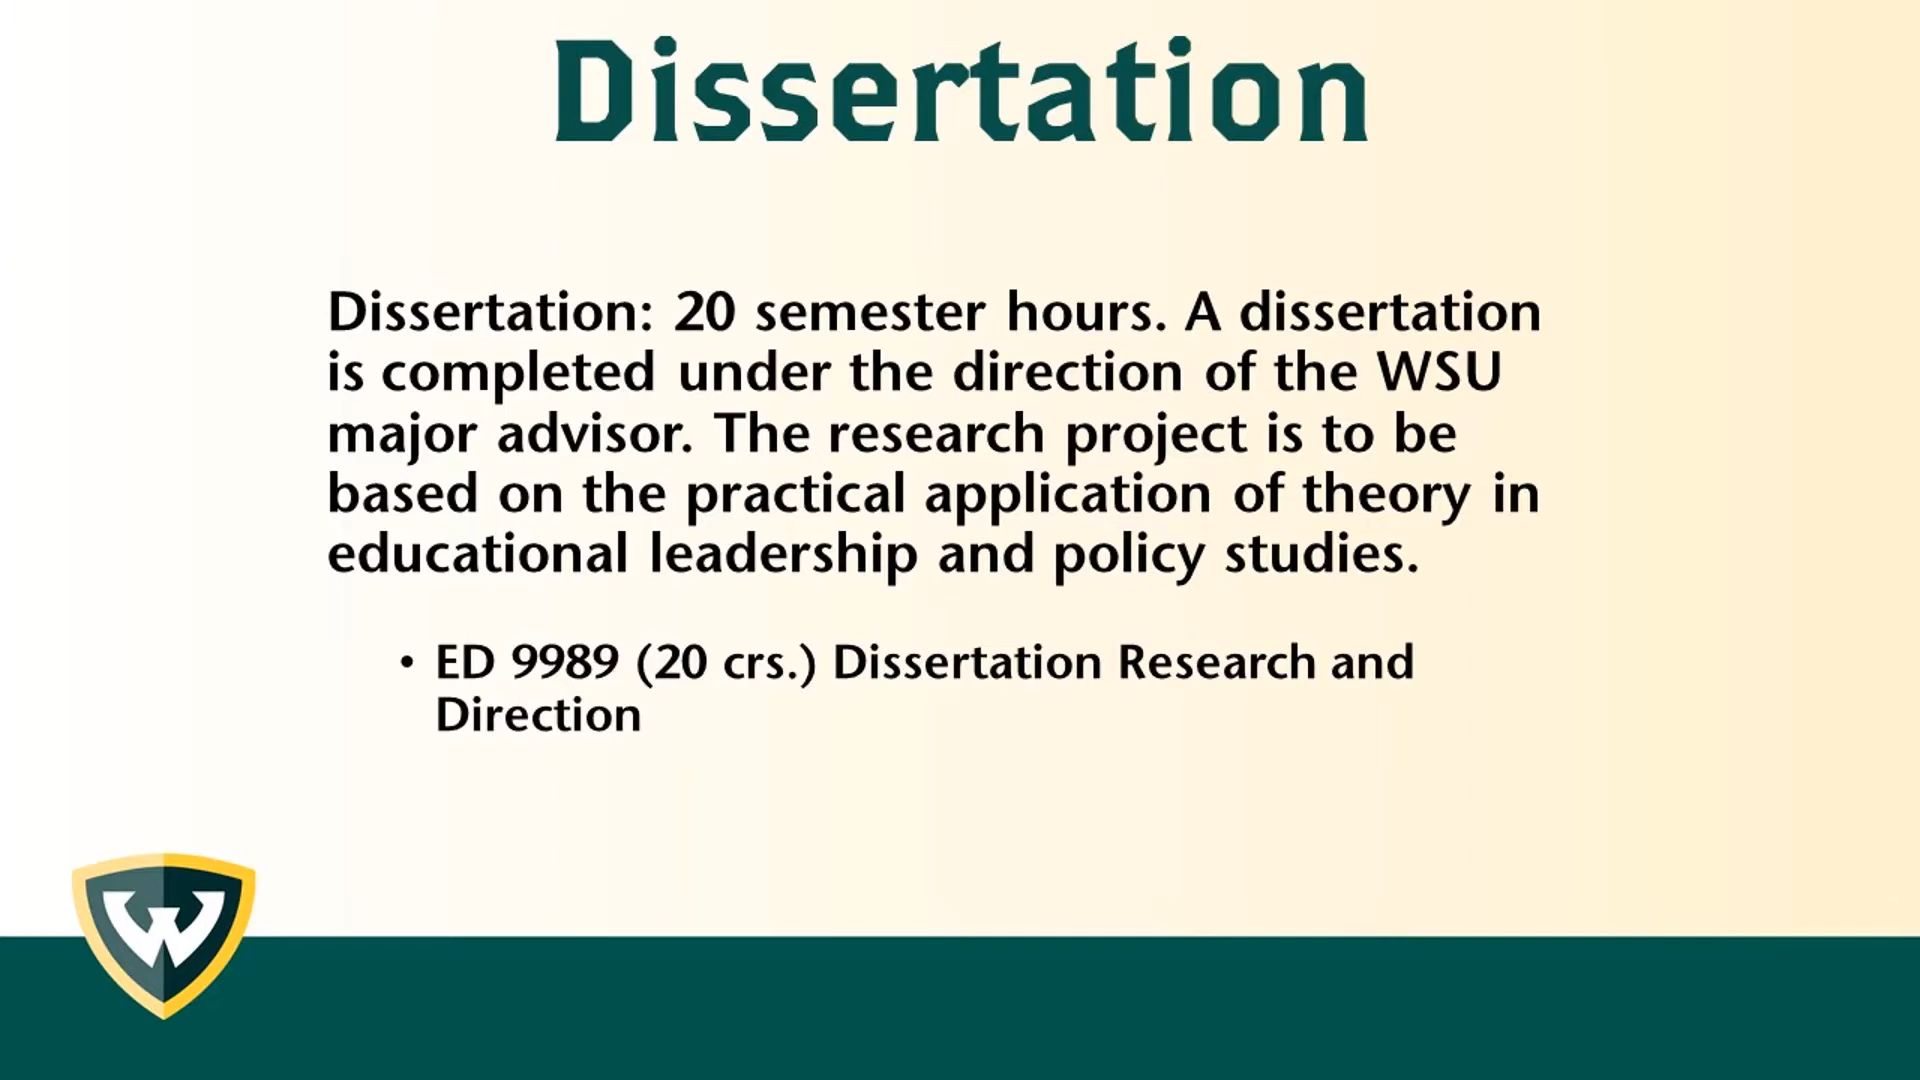 Dissertation
Dissertation: 20 semester hours. A dissertation
is completed under the direction of the WSU
major advisor. The research project is to be
based on the practical application of theory in
educational leadership and policy studies.
• ED 9989 (20 crs.) Dissertation Research and
Direction
W